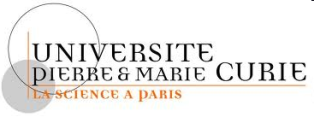 UNIVERSITE
PIERRE & MARIE CURIE
LA SCIENCE A PARIS